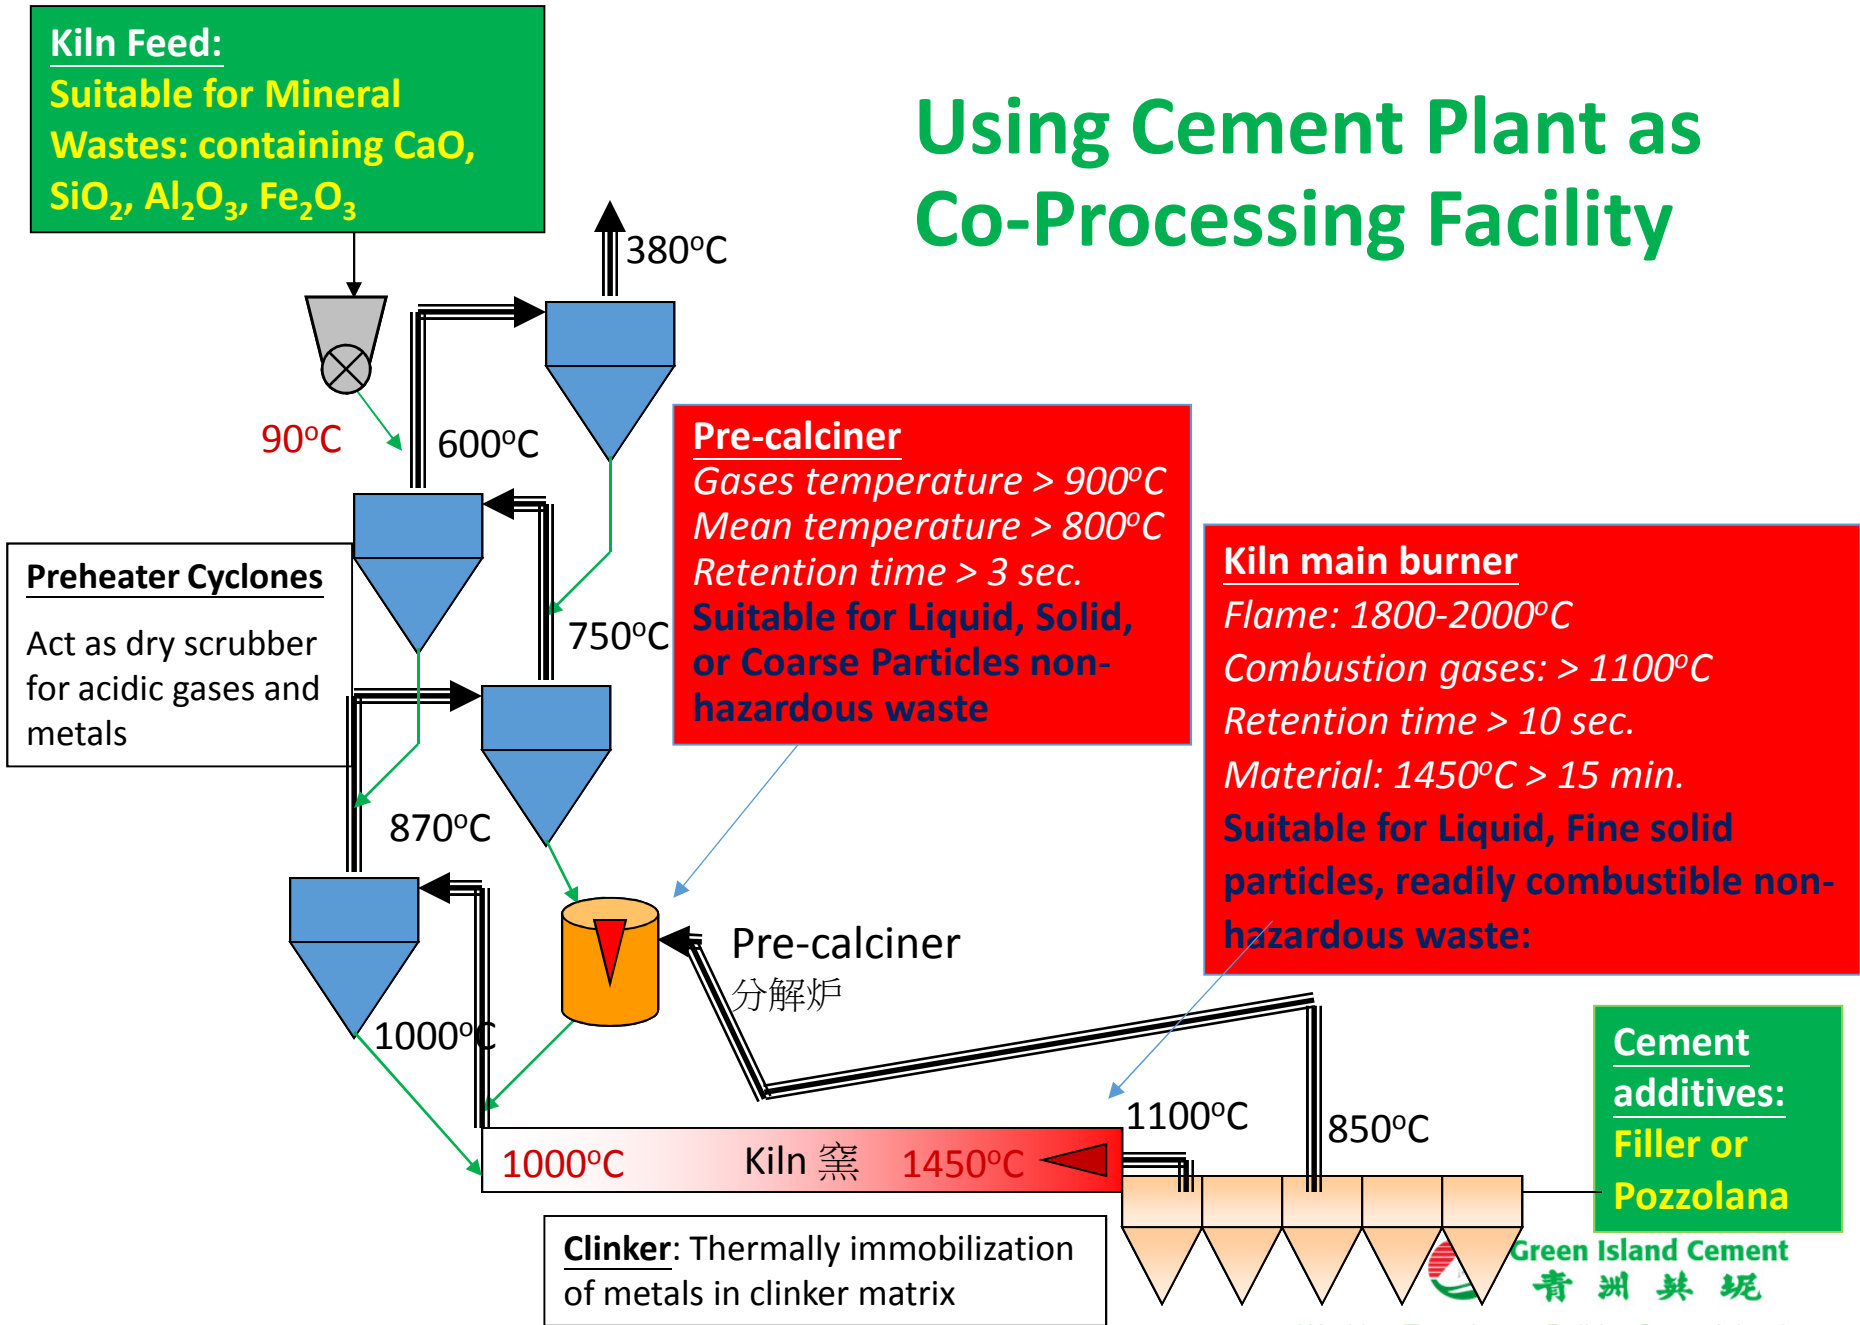 Kiln Feed:
Suitable for Mineral
Wastes: containing CaO,
SiO₂, Al₂O₃, Fe₂O₃
Using Cement Plant as
Co-Processing Facility
380°C
90°C
600°C
Pre-calciner
Gases temperature > 900°C
Mean temperature > 800°C
Retention time > 3 sec.
Suitable for Liquid, Solid,
or Coarse Particles non-
hazardous waste
Preheater Cyclones
Act as dry scrubber
for acidic gases and
metals
750°C
Kiln main burner
Flame: 1800-2000°C
Combustion gases: > 1100°C
Retention time > 10 sec.
Material: 1450°C > 15 min.
Suitable for Liquid, Fine solid
particles, readily combustible non-
hazardous waste:
870°C
Pre-calciner
分解炉
1000°C
1100°C
850°C
Cement
additives:
Filler or
Pozzolana
1000°C
Kiln 窯
1450°C
Clinker: Thermally immobilization
of metals in clinker matrix
Green Island Cement
青洲英坭